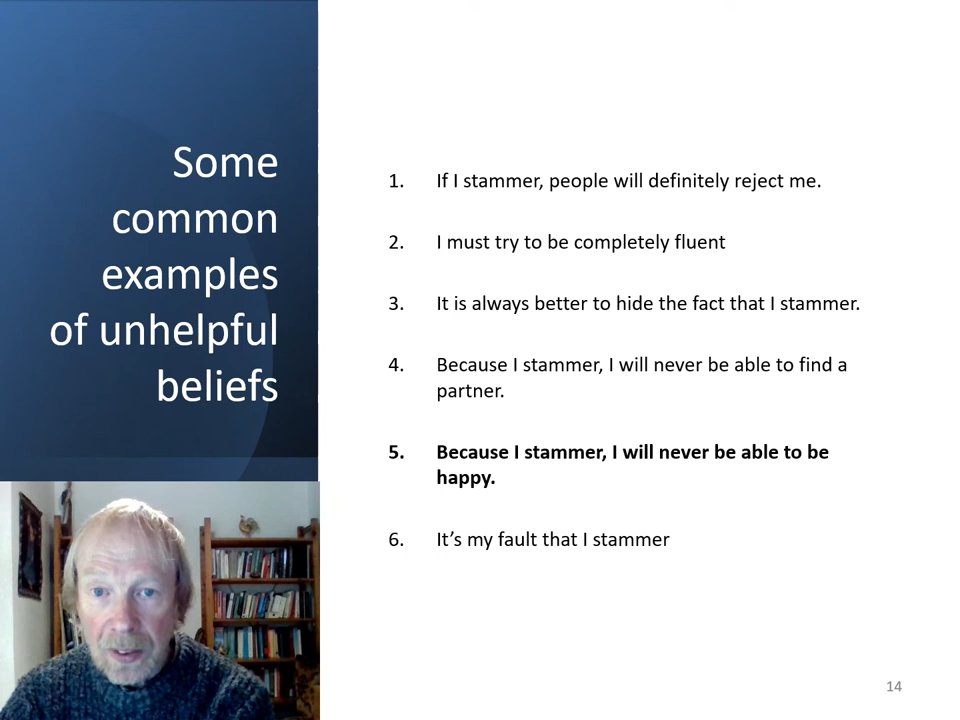 Some
common
examples
of unhelpful
beliefs
1. If I stammer, people will definitely reject me.
2. I must try to be completely fluent
3. It is always better to hide the fact that I stammer.
4. Because I stammer, I will never be able to find a
partner.
5. Because I stammer, I will never be able to be
happy.
6. It’s my fault that I stammer
14